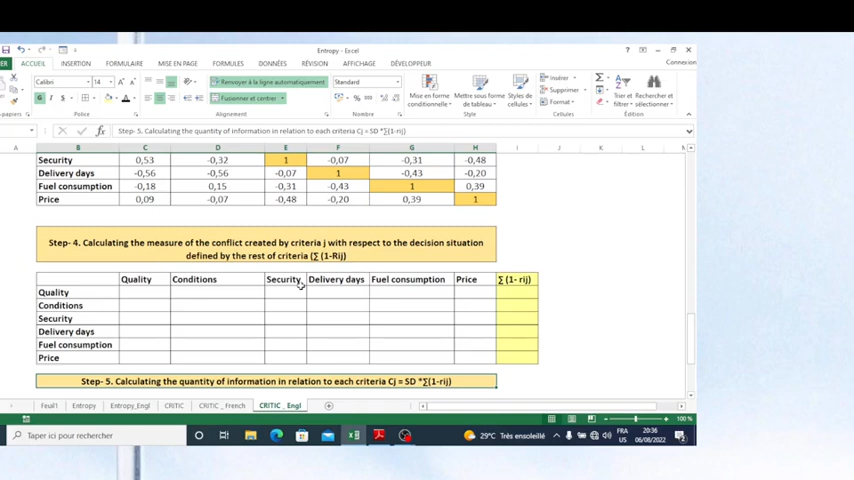 Entropy - Excel
ACCUEIL INSERTION FORMULAIRE MISE EN PAGE DONNÉES FORMULES RÉVISION AFFICHAGE DÉVELOPPEUR Connexion
Calibri 14 Renvoyer à la ligne automatiquement Standard Insérer
G I S Fusionner et centrer % Mise en forme conditionnelle Mettre sous forme de tableau Styles de cellules Supprimer Format Trier et filtrer Rechercher et sélectionner
Police Alignement Nombre Style Cellules Édition
Step- 5. Calculating the quantity of information in relation to each criteria Cj = SD *∑(1-rij)
A B C D E F G H I J K L M
Security 0,53 -0,32 1 -0,07 -0,31 -0,48
Delivery days -0,56 -0,56 -0,07 1 -0,43 -0,20
Fuel consumption -0,18 0,15 -0,31 -0,43 1 0,39
Price 0,09 -0,07 -0,48 -0,20 0,39 1
Step- 4. Calculating the measure of the conflict created by criteria j with respect to the decision situation
defined by the rest of criteria (∑ (1-Rij)
Quality Conditions Security Delivery days Fuel consumption Price ∑ (1- rij)
Quality
Conditions
Security
Delivery days
Fuel consumption
Price
Step- 5. Calculating the quantity of information in relation to each criteria Cj = SD *∑(1-rij)
Feuil1 Entropy Entropy_Engl CRITIC CRITIC _ French CRITIC _ Engl
100 %
Taper ici pour rechercher 29°C Très ensoleillé FRA 20:36
US 06/08/2022 2